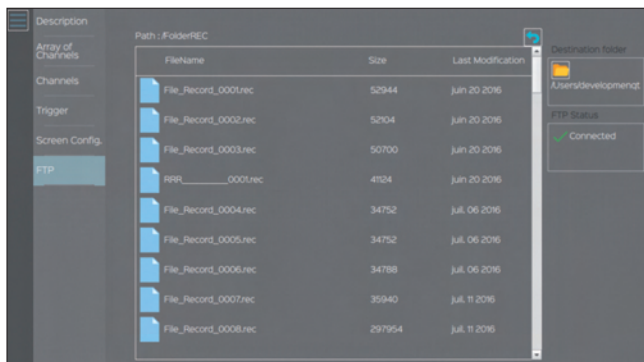 Description
Array of
Channels
Channels
Trigger
Screen Config.
FTP
Path : /FolderREC
FileName Size Last Modification
File_Record_0001.rec 52944 juin 20 2016
File_Record_0002.rec 52104 juin 20 2016
File_Record_0003.rec 50700 juin 20 2016
RRR_________0001.rec 41124 juin 20 2016
File_Record_0004.rec 34752 juil. 06 2016
File_Record_0005.rec 34752 juil. 06 2016
File_Record_0006.rec 34788 juil. 06 2016
File_Record_0007.rec 35940 juil. 11 2016
File_Record_0008.rec 297954 juil. 11 2016
Destination folder
/Users/developmenqt
FTP Status
Connected